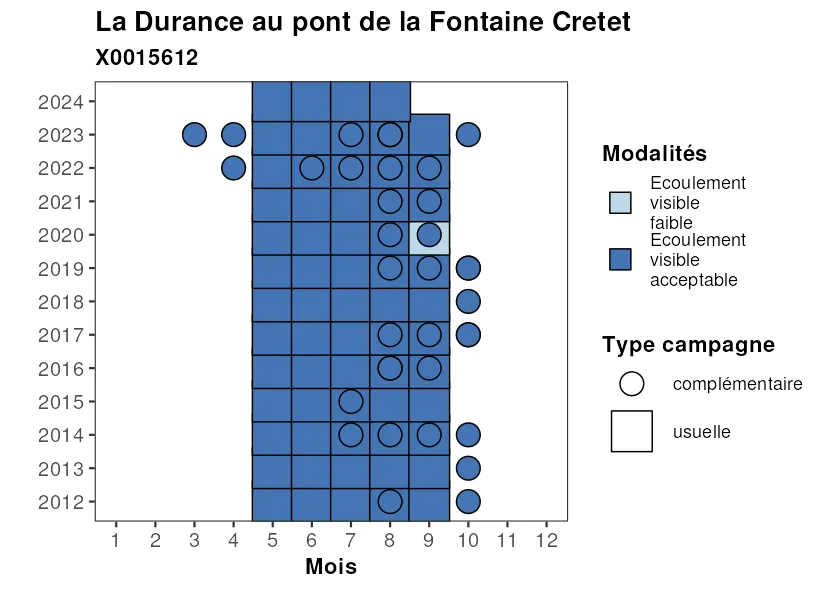 La Durance au pont de la Fontaine Cretet
X0015612
2024
2023
2022
2021
2020
2019
2018
2017
2016
2015
2014
2013
2012
1 2 3 4 5 6 7 8 9 10 11 12
Mois
Modalités
Ecoulement
visible
faible
Ecoulement
visible
acceptable
Type campagne
complémentaire
usuelle